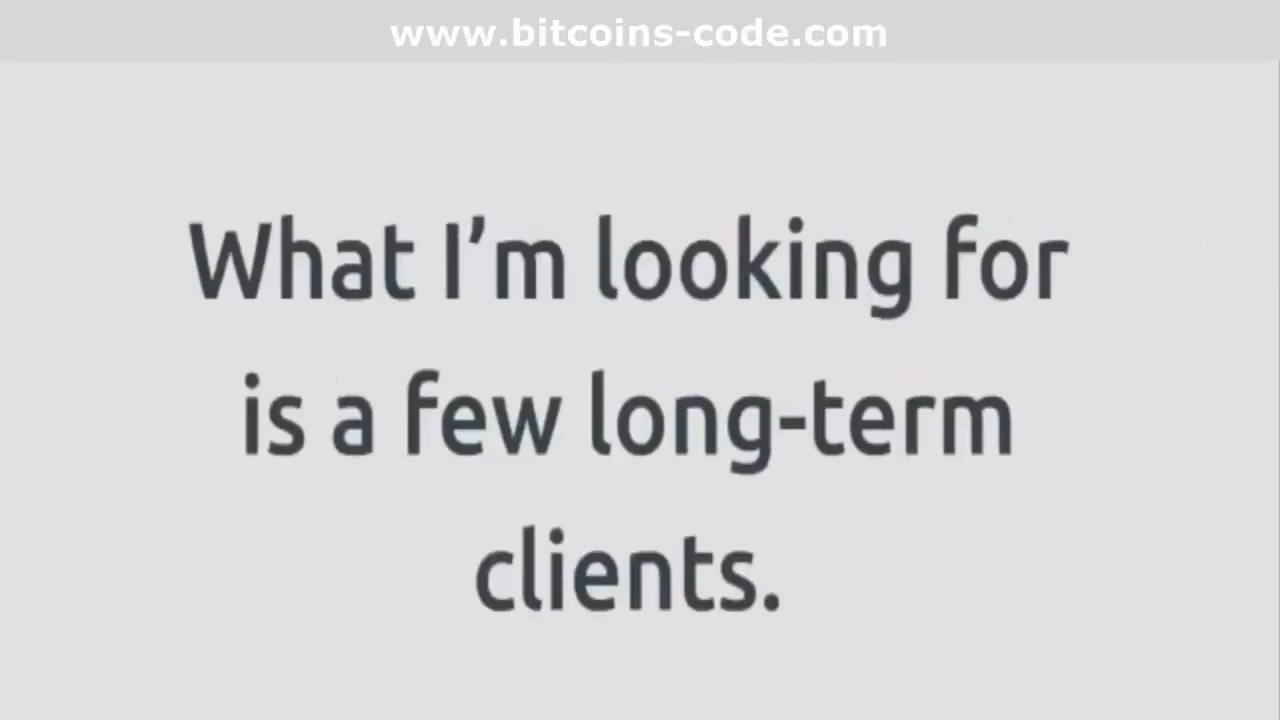 www.bitcoins-code.com
What I’m looking for
is a few long-term
clients.